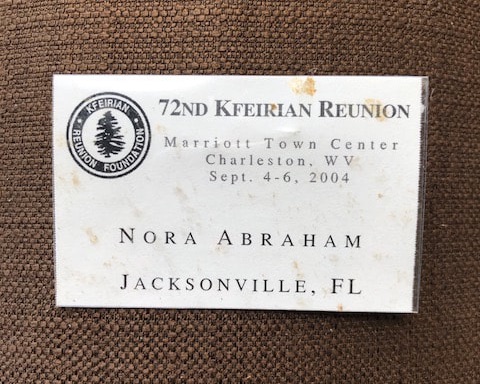 KFEIRIAN
REUNION FOUNDATION
72ND KFEIRIAN REUNION
Marriott Town Center
Charleston, WV
Sept. 4-6, 2004
NORA ABRAHAM
JACKSONVILLE, FL